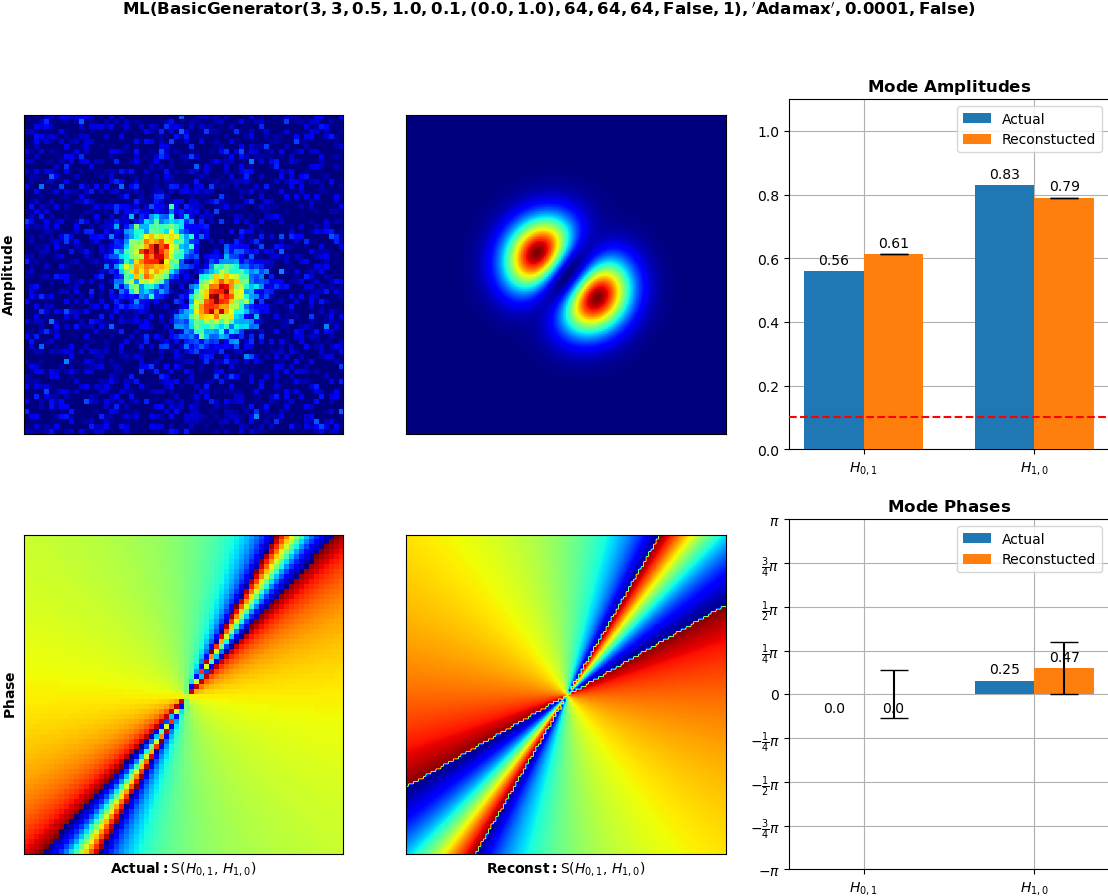 ML(BasicGenerator(3, 3, 0.5, 1.0, 0.1, (0.0, 1.0), 64, 64, 64, False, 1), ′Adamax′, 0.0001, False)
Amplitude
Mode Amplitudes
Actual
Reconstucted
1.0
0.8
0.6
0.4
0.2
0.0
0.56
0.61
0.83
0.79
H0, 1
H1, 0
Phase
Actual: S(H0, 1, H1, 0)
Reconst: S(H0, 1, H1, 0)
Mode Phases
Actual
Reconstucted
π
3/4π
1/2π
1/4π
0
−1/4π
−1/2π
−3/4π
−π
0.0
0.0
0.25
0.47
H0, 1
H1, 0